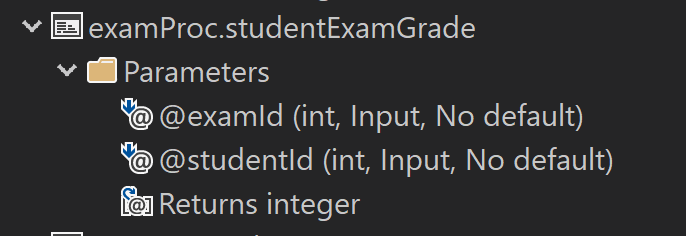 examProc.studentExamGrade
Parameters
@examId (int, Input, No default)
@studentId (int, Input, No default)
Returns integer